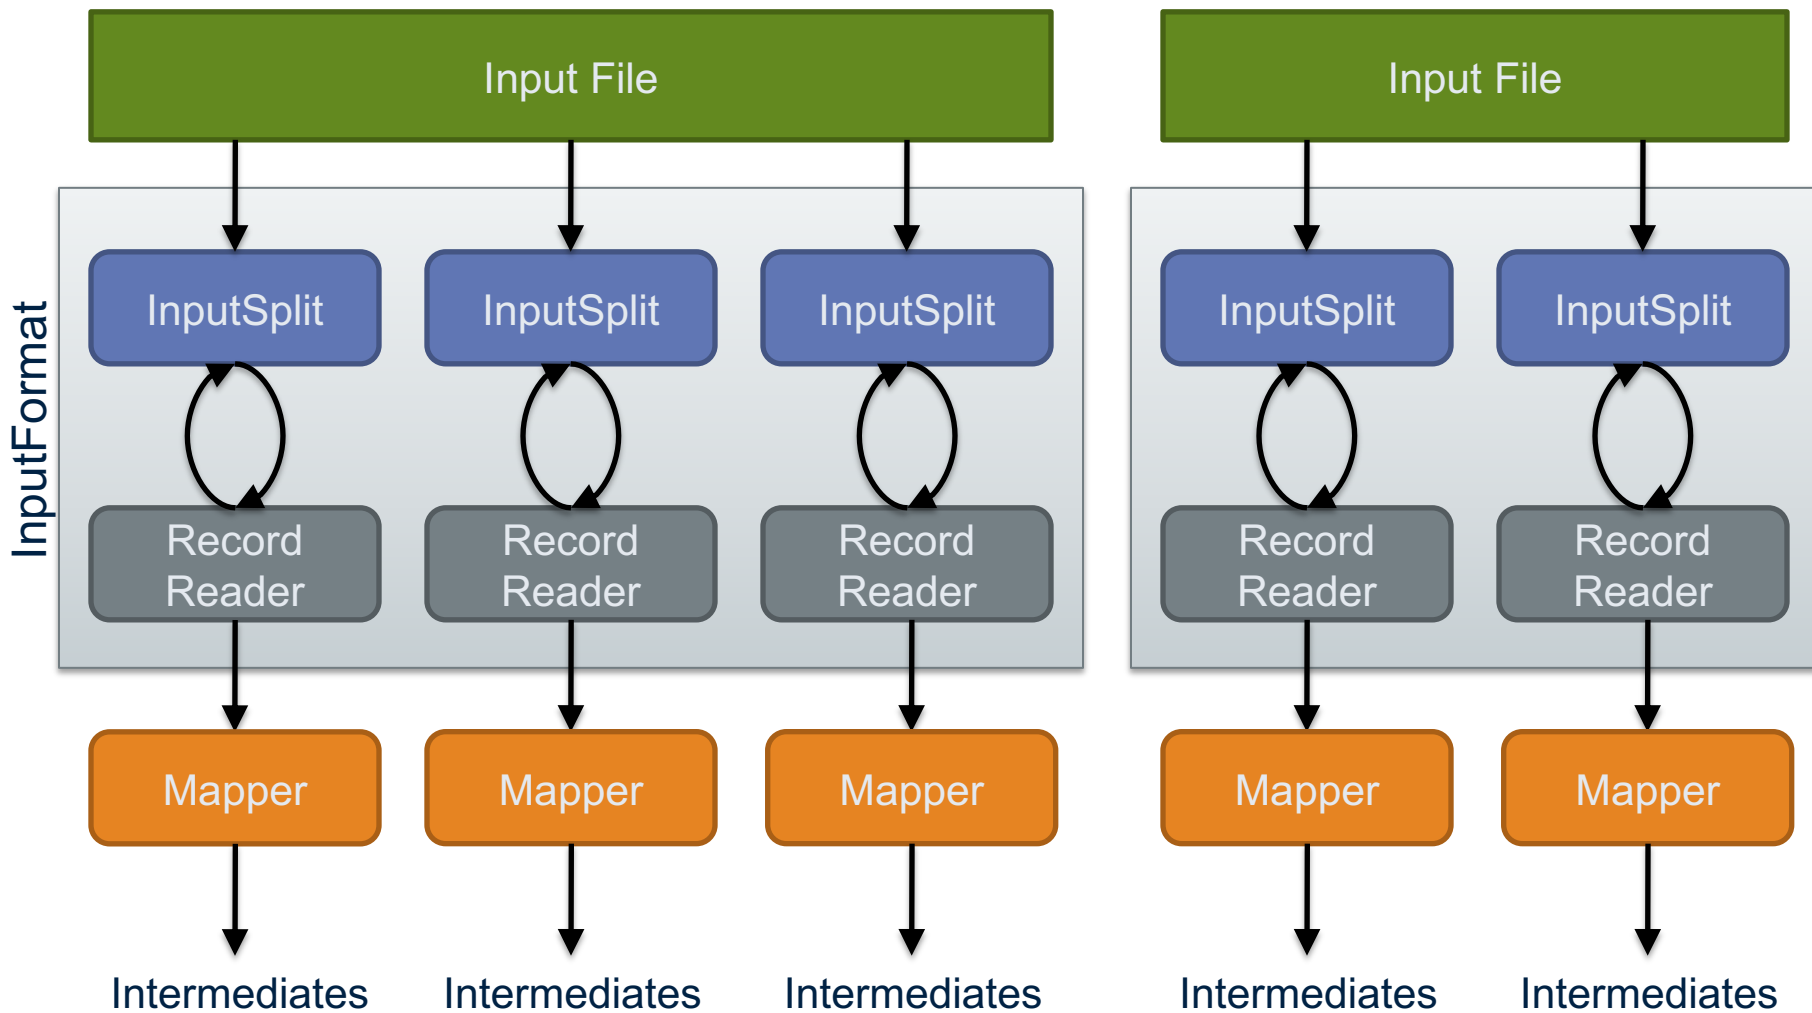 Input File
Input File
InputFormat
InputSplit
InputSplit
InputSplit
InputSplit
InputSplit
Record
Reader
Record
Reader
Record
Reader
Record
Reader
Record
Reader
Mapper
Mapper
Mapper
Mapper
Mapper
Intermediates
Intermediates
Intermediates
Intermediates
Intermediates